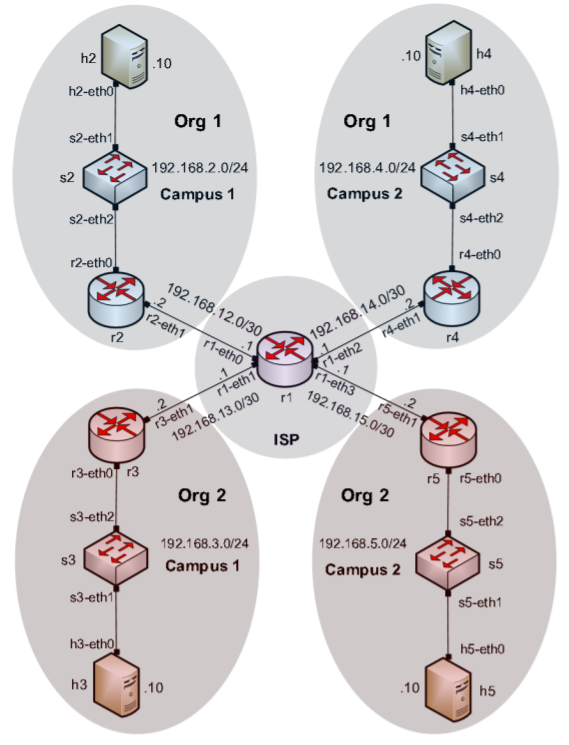 h2
.10
h2-eth0
Org 1
s2-eth1
s2
192.168.2.0/24
Campus 1
s2-eth2
r2-eth0
.2
r2-eth1
r2
192.168.12.0/30
.1
r1-eth0
.10
h4
h4-eth0
Org 1
s4-eth1
192.168.4.0/24
s4
Campus 2
s4-eth2
r4-eth0
192.168.14.0/30
.2
r4-eth1
r4
.1
r1-eth2
r1
ISP
.1
r1-eth1
.2
r3-eth1
192.168.13.0/30
r3-eth0
r3
Org 2
s3-eth2
s3
192.168.3.0/24
Campus 1
s3-eth1
h3-eth0
h3
.10
.1
r1-eth3
192.168.15.0/30
.2
r5-eth1
r5
r5-eth0
Org 2
s5-eth2
192.168.5.0/24
s5
Campus 2
s5-eth1
h5-eth0
.10
h5